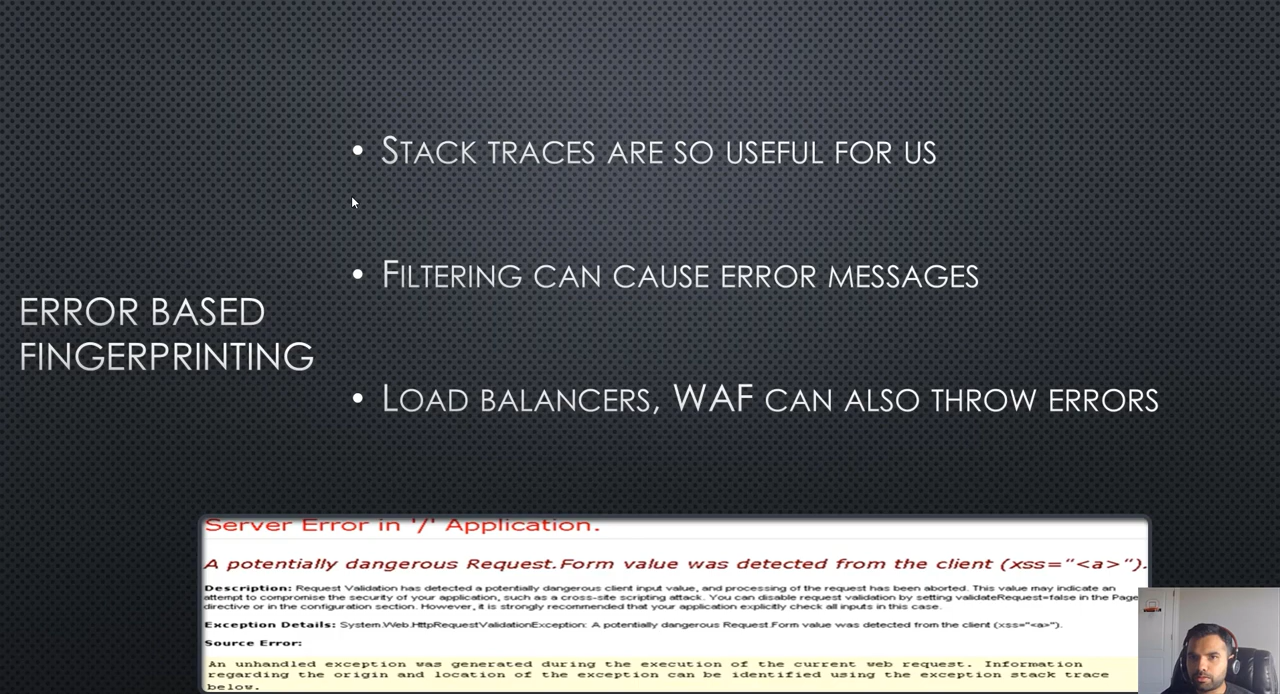 • STACK TRACES ARE SO USEFUL FOR US
•
• FILTERING CAN CAUSE ERROR MESSAGES
ERROR BASED
FINGERPRINTING
• LOAD BALANCERS, WAF CAN ALSO THROW ERRORS
Server Error in '/' Application.
A potentially dangerous Request.Form value was detected from the client (xss="<a>").
Description: Request Validation has detected a potentially dangerous client input value, and processing of the request has been aborted. This value may indicate an
attempt to compromise the security of your application, such as a cross-site scripting attack. You can disable request validation by setting validateRequest=false in the Page
directive or in the configuration section. However, it is strongly recommended that your application explicitly check all inputs in this case.
Exception Details: System.Web.HttpRequestValidationException: A potentially dangerous Request.Form value was detected from the client (xss="<a>").
Source Error:
An unhandled exception was generated during the execution of the current web request. Information
regarding the origin and location of the exception can be identified using the exception stack trace
below.